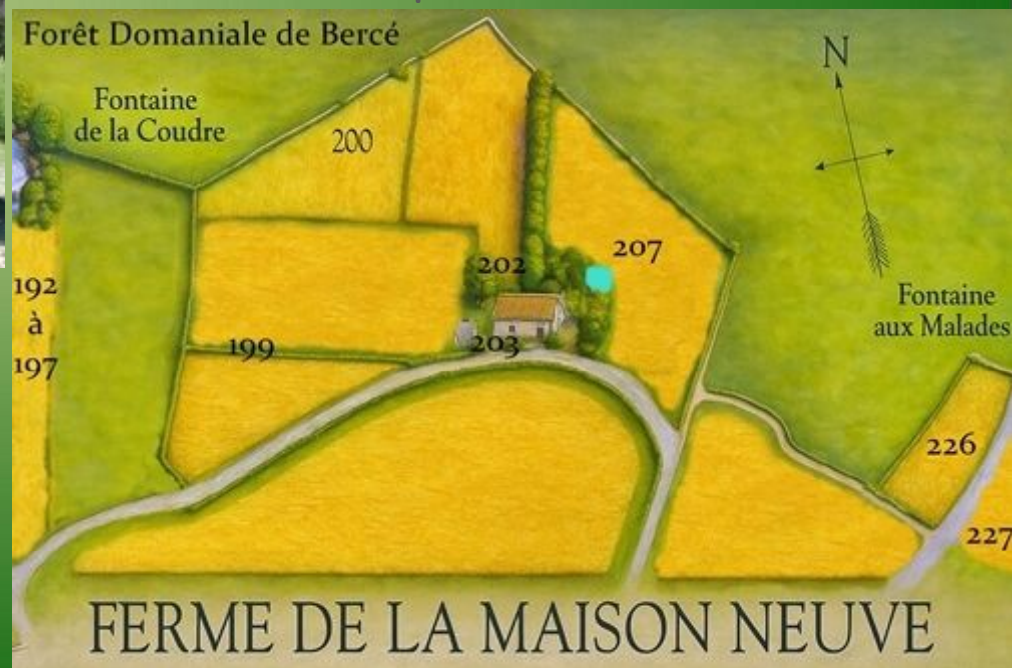 Forêt Domaniale de Bercé
Fontaine
de la Coudre
200
N
202
207
192
à
197
199
203
Fontaine
aux Malades
226
227
FERME DE LA MAISON NEUVE